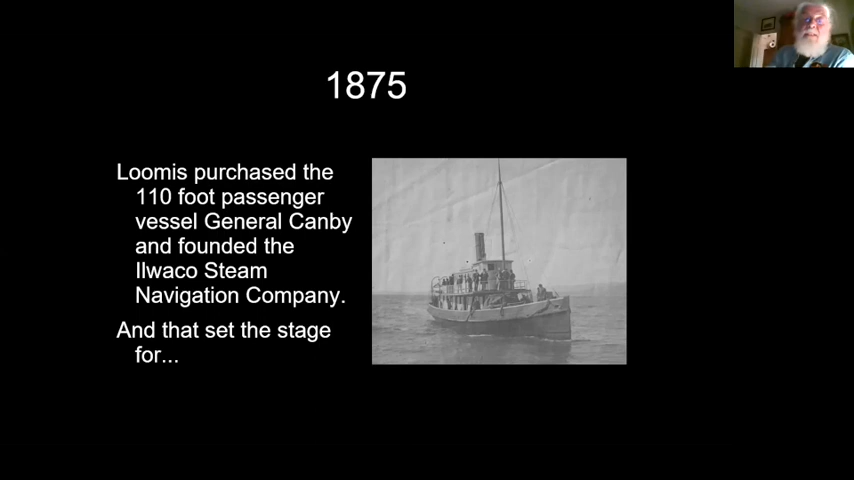 1875
Loomis purchased the
110 foot passenger
vessel General Canby
and founded the
Ilwaco Steam
Navigation Company.
And that set the stage
for...